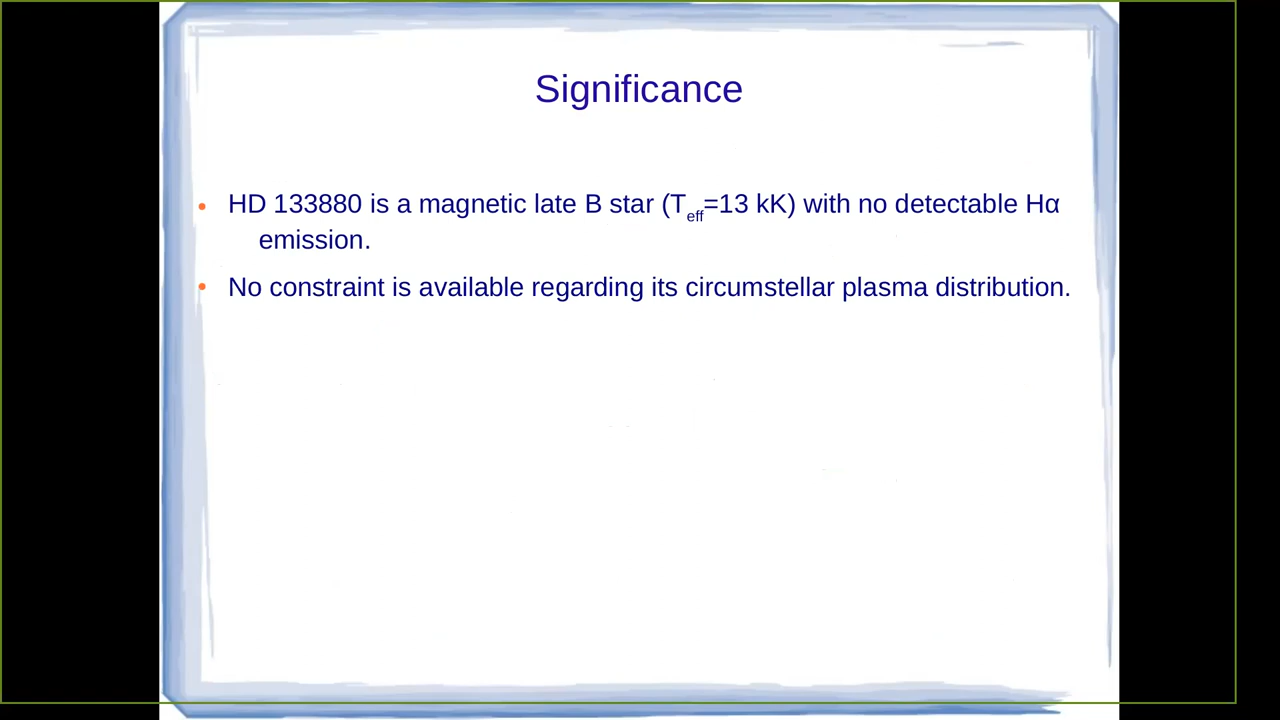 Significance
• HD 133880 is a magnetic late B star (Teff=13 kK) with no detectable Hα
emission.
• No constraint is available regarding its circumstellar plasma distribution.